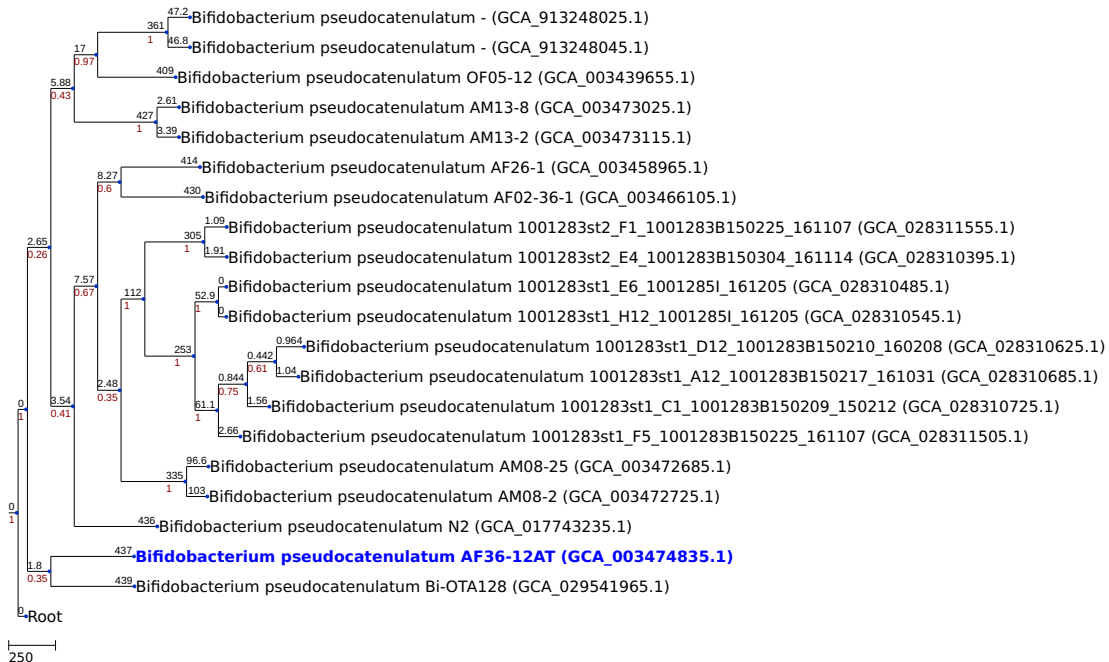 47.2 Bifidobacterium pseudocatenulatum - (GCA_913248025.1)
361
1
46.8 Bifidobacterium pseudocatenulatum - (GCA_913248045.1)
17
0.97
409 Bifidobacterium pseudocatenulatum OF05-12 (GCA_003439655.1)
5.88
0.43
2.61 Bifidobacterium pseudocatenulatum AM13-8 (GCA_003473025.1)
427
1
3.39 Bifidobacterium pseudocatenulatum AM13-2 (GCA_003473115.1)
414 Bifidobacterium pseudocatenulatum AF26-1 (GCA_003458965.1)
8.27
0.6
430 Bifidobacterium pseudocatenulatum AF02-36-1 (GCA_003466105.1)
1.09 Bifidobacterium pseudocatenulatum 1001283st2_F1_1001283B150225_161107 (GCA_028311555.1)
2.65
0.26
305
1
1.91 Bifidobacterium pseudocatenulatum 1001283st2_E4_1001283B150304_161114 (GCA_028310395.1)
7.57
0.67
0 Bifidobacterium pseudocatenulatum 1001283st1_E6_1001285I_161205 (GCA_028310485.1)
112
1
52.9
1
0 Bifidobacterium pseudocatenulatum 1001283st1_H12_1001285I_161205 (GCA_028310545.1)
0.964 Bifidobacterium pseudocatenulatum 1001283st1_D12_1001283B150210_160208 (GCA_028310625.1)
253
1
0.442
0.61
1.04 Bifidobacterium pseudocatenulatum 1001283st1_A12_1001283B150217_161031 (GCA_028310685.1)
0.844
0.75
2.48
0.35
1.56 Bifidobacterium pseudocatenulatum 1001283st1_C1_1001283B150209_150212 (GCA_028310725.1)
3.54
0.41
61.1
1
0
1
2.66 Bifidobacterium pseudocatenulatum 1001283st1_F5_1001283B150225_161107 (GCA_028311505.1)
96.6 Bifidobacterium pseudocatenulatum AM08-25 (GCA_003472685.1)
335
1
103 Bifidobacterium pseudocatenulatum AM08-2 (GCA_003472725.1)
0
1
436 Bifidobacterium pseudocatenulatum N2 (GCA_017743235.1)
437 Bifidobacterium pseudocatenulatum AF36-12AT (GCA_003474835.1)
1.8
0.35
439 Bifidobacterium pseudocatenulatum Bi-OTA128 (GCA_029541965.1)
0 Root
250